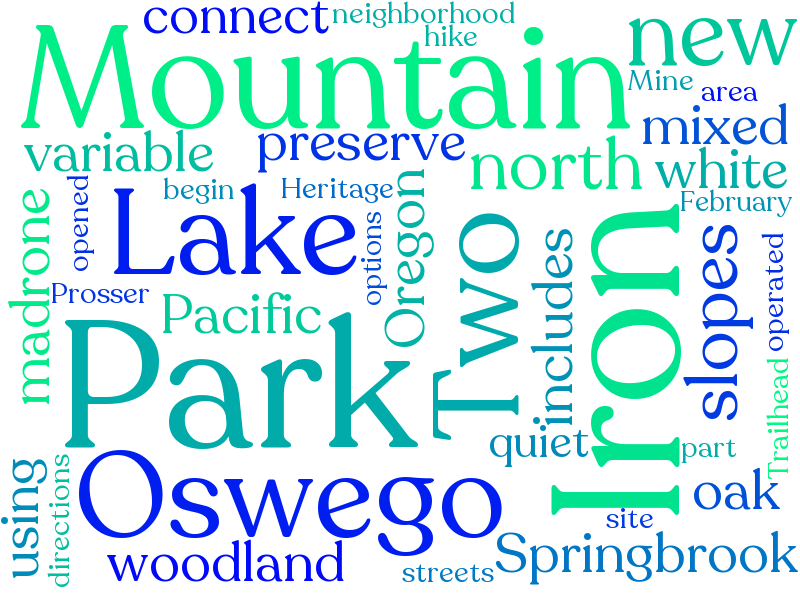 connect
neighborhood
hike
new
Mountain
Mine
area
mixed
variable
preserve
north
white
opened
begin
Heritage
February
Lake
options
Oregon
Two
Iron
includes
slopes
operated
madrone
Prosser
Pacific
Park
Trailhead
quiet
part
using
directions
Oswego
oak
site
woodland
streets
Springbrook